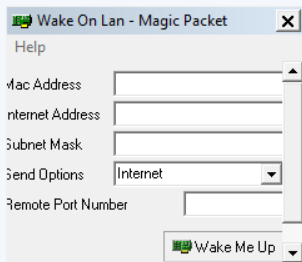 Wake On Lan - Magic Packet
Help
Mac Address
Internet Address
Subnet Mask
Send Options Internet
Remote Port Number
Wake Me Up